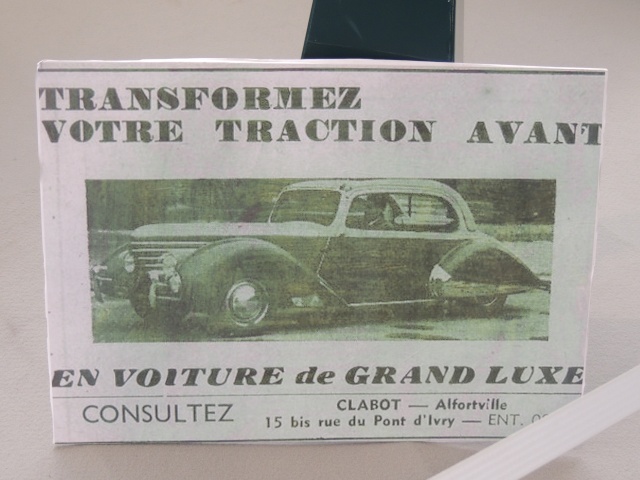 TRANSFORMEZ
VOTRE TRACTION AVANT
EN VOITURE de GRAND LUXE
CONSULTEZ
CLABOT — Alfortville
15 bis rue du Pont d'Ivry — ENT.